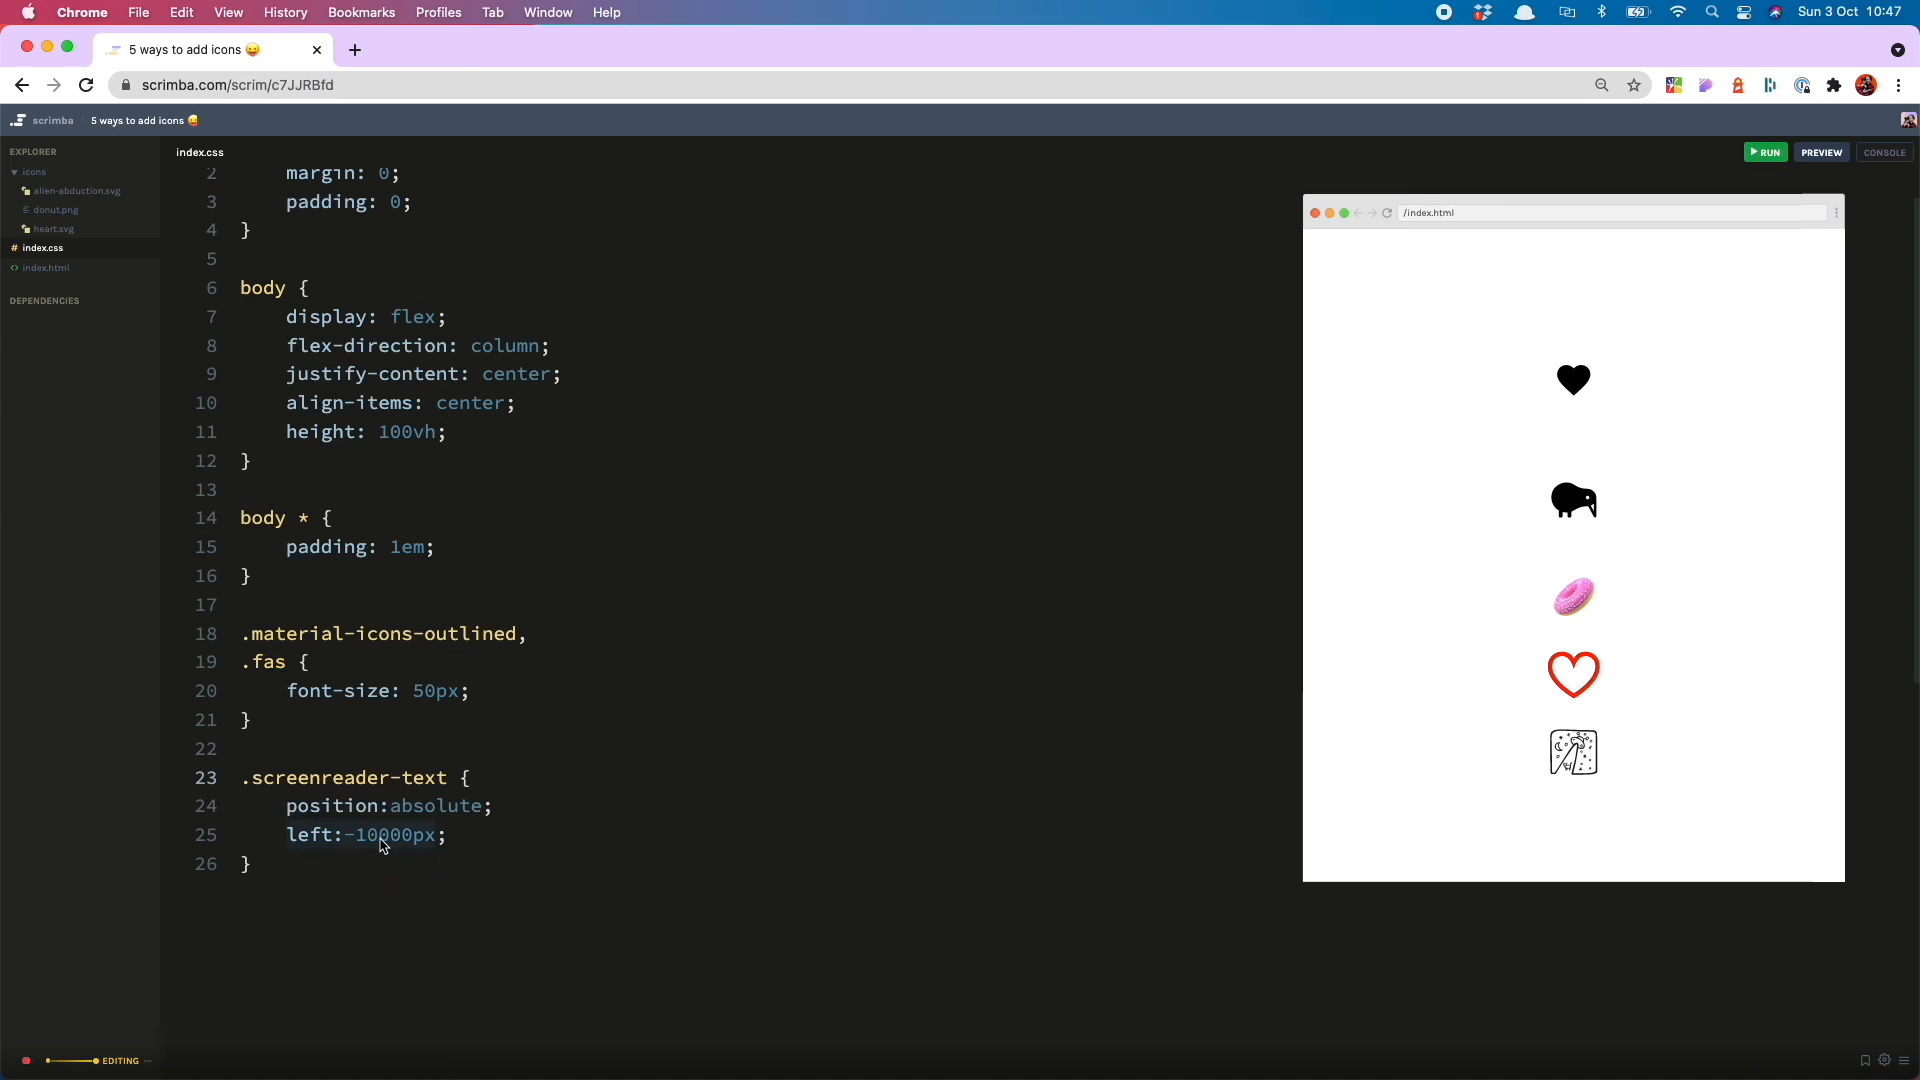 Chrome File Edit View History Bookmarks Profiles Tab Window Help Sun 3 Oct 10:47
5 ways to add icons 😛
scrimba.com/scrim/c7JJRBfd
scrimba 5 ways to add icons 😜
EXPLORER
icons
alien-abduction.svg
donut.png
heart.svg
# index.css
<> index.html
DEPENDENCIES
index.css
RUN PREVIEW CONSOLE
2 margin: 0;
3 padding: 0;
4 }
5
6 body {
7 display: flex;
8 flex-direction: column;
9 justify-content: center;
10 align-items: center;
11 height: 100vh;
12 }
13
14 body * {
15 padding: 1em;
16 }
17
18 .material-icons-outlined,
19 .fas {
20 font-size: 50px;
21 }
22
23 .screenreader-text {
24 position:absolute;
25 left:-10000px;
26 }
/index.html
EDITING ...